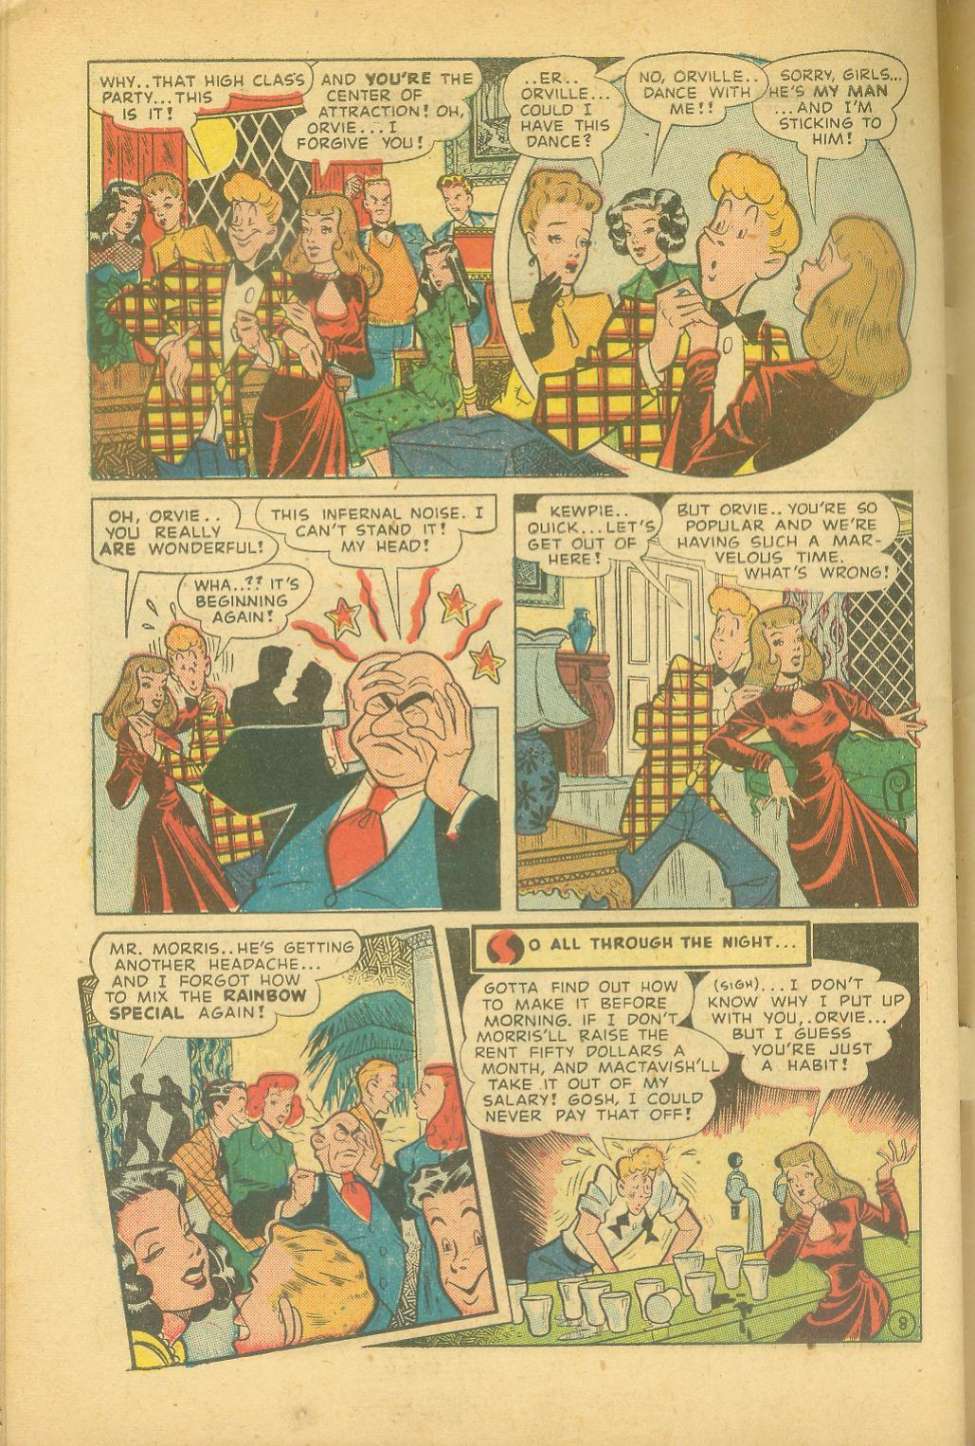 WHY..THAT HIGH CLASS
PARTY...THIS
IS IT!
AND YOU'RE THE
CENTER OF
ATTRACTION! OH,
ORVIE...I
FORGIVE YOU!
..ER..
ORVILLE...
COULD I
HAVE THIS
DANCE?
NO, ORVILLE..
DANCE WITH
ME!!
SORRY, GIRLS...
HE'S MY MAN
...AND I'M
STICKING TO
HIM!
OH, ORVIE..
YOU REALLY
ARE WONDERFUL!
WHA..?? IT'S
BEGINNING
AGAIN!
THIS INFERNAL NOISE. I
CAN'T STAND IT!
MY HEAD!
KEWPIE..
QUICK...LET'S
GET OUT OF
HERE!
BUT ORVIE..YOU'RE SO
POPULAR AND WE'RE
HAVING SUCH A MAR-
VELOUS TIME.
WHAT'S WRONG!
MR. MORRIS..HE'S GETTING
ANOTHER HEADACHE...
AND I FORGOT HOW
TO MIX THE RAINBOW
SPECIAL AGAIN!
SO ALL THROUGH THE NIGHT...
GOTTA FIND OUT HOW
TO MAKE IT BEFORE
MORNING. IF I DON'T
MORRIS'LL RAISE THE
RENT FIFTY DOLLARS A
MONTH, AND MACTAVISH'LL
TAKE IT OUT OF MY
SALARY! GOSH, I COULD
NEVER PAY THAT OFF!
(SIGH)...I DON'T
KNOW WHY I PUT UP
WITH YOU, ORVIE...
BUT I GUESS
YOU'RE JUST
A HABIT!
8